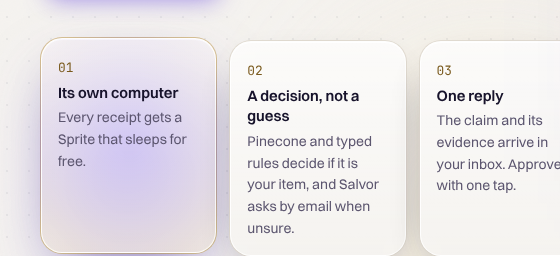 01
Its own computer
Every receipt gets a
Sprite that sleeps for
free.
02
A decision, not a
guess
Pinecone and typed
rules decide if it is
your item, and Salvor
asks by email when
unsure.
03
One reply
The claim and its
evidence arrive in
your inbox. Approve
with one tap.